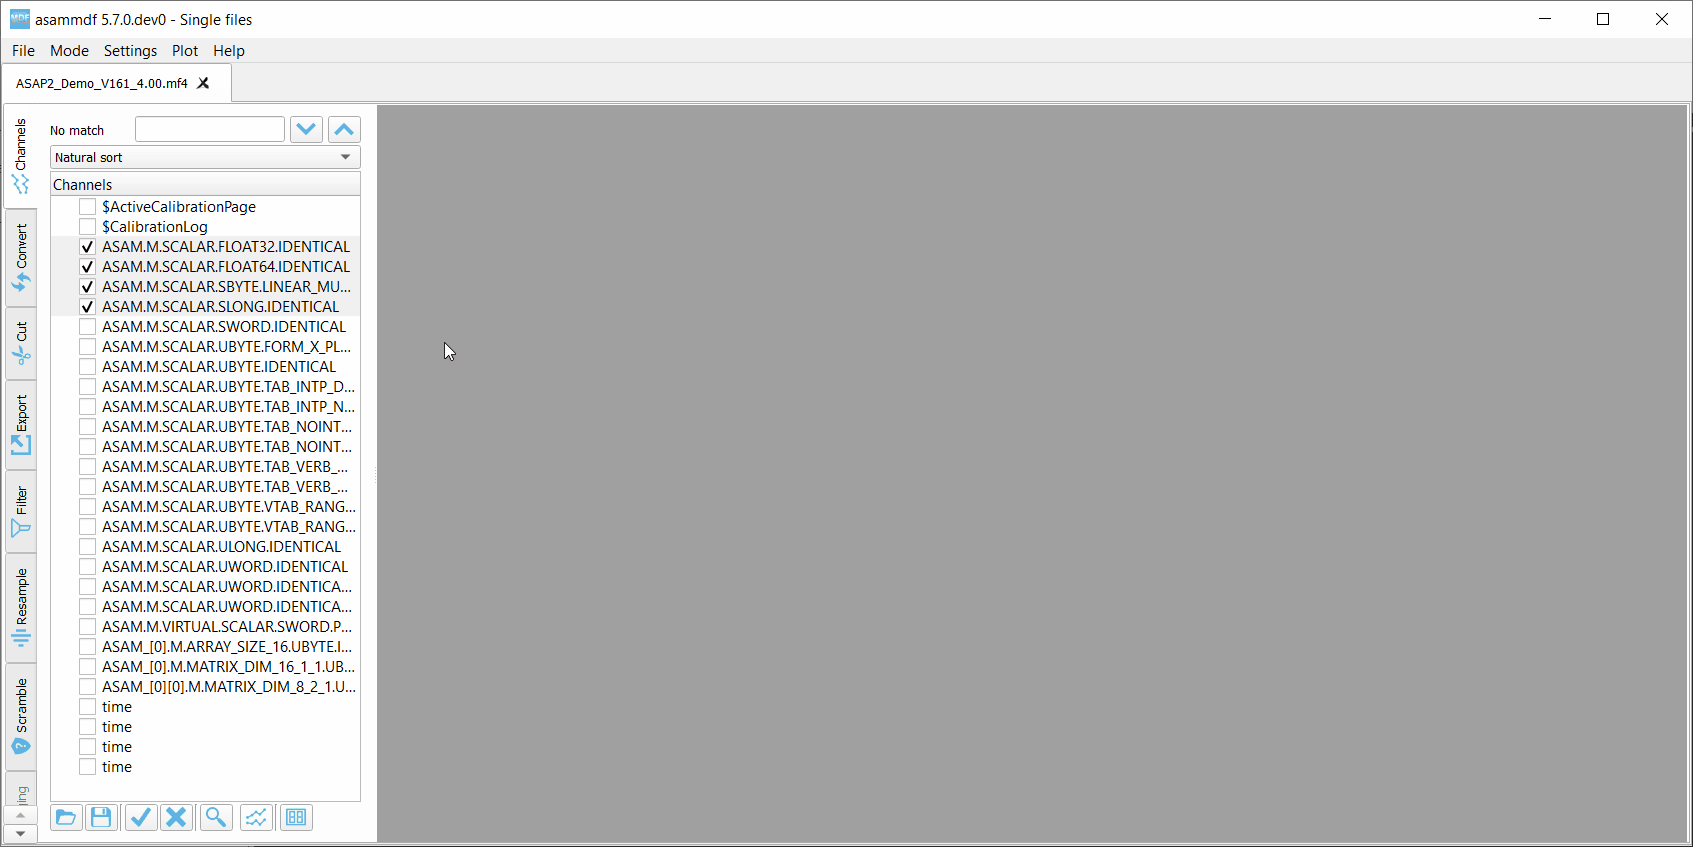 asammdf 5.7.0.dev0 - Single files
File Mode Settings Plot Help
ASAP2_Demo_V161_4.00.mf4
Channels
Convert
Cut
Export
Filter
Resample
Scramble
No match
Natural sort
Channels
$ActiveCalibrationPage
$CalibrationLog
ASAM.M.SCALAR.FLOAT32.IDENTICAL
ASAM.M.SCALAR.FLOAT64.IDENTICAL
ASAM.M.SCALAR.SBYTE.LINEAR_MU...
ASAM.M.SCALAR.SLONG.IDENTICAL
ASAM.M.SCALAR.SWORD.IDENTICAL
ASAM.M.SCALAR.UBYTE.FORM_X_PL...
ASAM.M.SCALAR.UBYTE.IDENTICAL
ASAM.M.SCALAR.UBYTE.TAB_INTP_D...
ASAM.M.SCALAR.UBYTE.TAB_INTP_N...
ASAM.M.SCALAR.UBYTE.TAB_NOINT...
ASAM.M.SCALAR.UBYTE.TAB_NOINT...
ASAM.M.SCALAR.UBYTE.TAB_VERB_...
ASAM.M.SCALAR.UBYTE.TAB_VERB_...
ASAM.M.SCALAR.UBYTE.VTAB_RANG...
ASAM.M.SCALAR.UBYTE.VTAB_RANG...
ASAM.M.SCALAR.ULONG.IDENTICAL
ASAM.M.SCALAR.UWORD.IDENTICAL
ASAM.M.SCALAR.UWORD.IDENTICA...
ASAM.M.SCALAR.UWORD.IDENTICA...
ASAM.M.VIRTUAL.SCALAR.SWORD.P...
ASAM_[0].M.ARRAY_SIZE_16.UBYTE.I...
ASAM_[0].M.MATRIX_DIM_16_1_1.UB...
ASAM_[0][0].M.MATRIX_DIM_8_2_1.U...
time
time
time
time